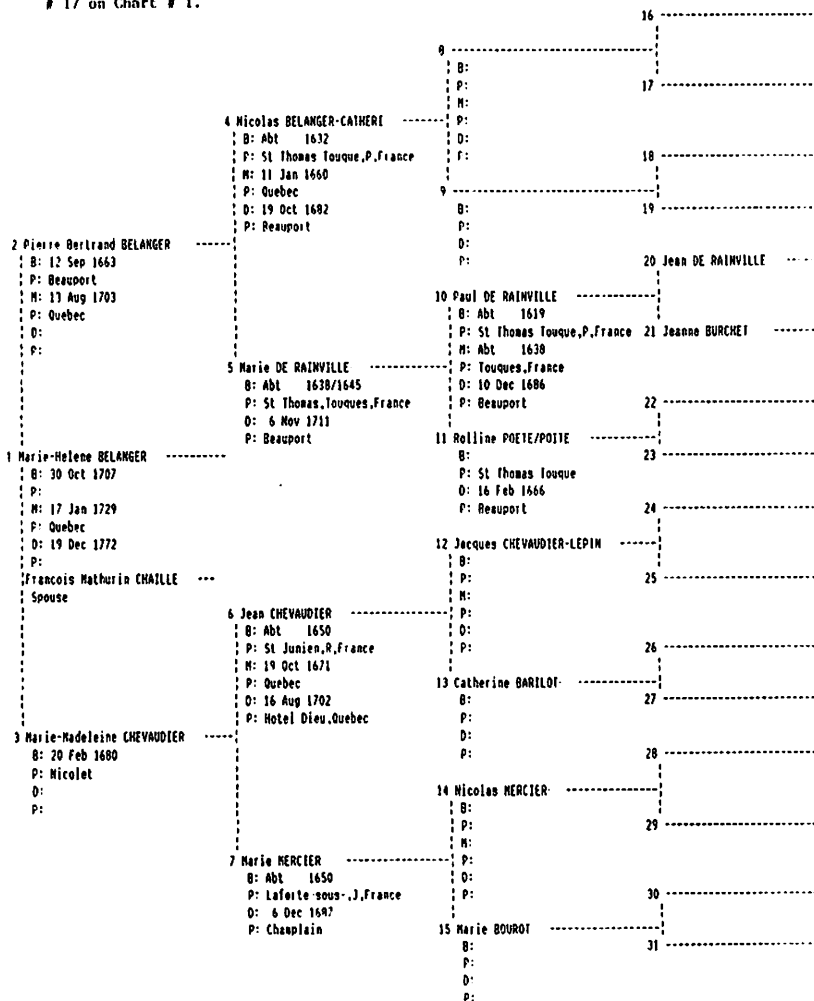 # 17 on Chart # 1.
16
8
B:
P:
M:
P:
D:
P:
17
4 Nicolas BELANGER-CATHERI
B: Abt 1632
P: St Thomas Touque,P,France
M: 11 Jan 1660
P: Quebec
D: 19 Oct 1682
P: Beauport
18
9
B:
P:
D:
P:
19
2 Pierre Bertrand BELANGER
B: 12 Sep 1663
P: Beauport
M: 13 Aug 1703
P: Quebec
D:
P:
20 Jean DE RAINVILLE
10 Paul DE RAINVILLE
B: Abt 1619
P: St Thomas Touque,P,France
M: Abt 1638
P: Touques,France
D: 10 Dec 1686
P: Beauport
21 Jeanne BURCHET
5 Marie DE RAINVILLE
B: Abt 1638/1645
P: St Thomas,Touques,France
D: 6 Nov 1711
P: Beauport
22
11 Rolline POETE/POITE
B:
P: St Thomas Touque
D: 16 Feb 1666
P: Beauport
23
1 Marie-Helene BELANGER
B: 30 Oct 1707
P:
M: 17 Jan 1729
P: Quebec
D: 19 Dec 1772
P:
Francois Mathurin CHAILLE
Spouse
24
12 Jacques CHEVAUDIER-LEPIN
B:
P:
M:
P:
D:
P:
25
6 Jean CHEVAUDIER
B: Abt 1650
P: St Junien,R,France
M: 19 Oct 1671
P: Quebec
D: 16 Aug 1702
P: Hotel Dieu,Quebec
26
13 Catherine BARILOT
B:
P:
D:
P:
27
3 Marie-Madeleine CHEVAUDIER
B: 20 Feb 1680
P: Nicolet
D:
P:
28
14 Nicolas MERCIER
B:
P:
M:
P:
D:
P:
29
7 Marie MERCIER
B: Abt 1650
P: Laferte-sous-,J,France
D: 6 Dec
P: Champlain
30
15 Marie BOUROT
B:
P:
D:
P:
31